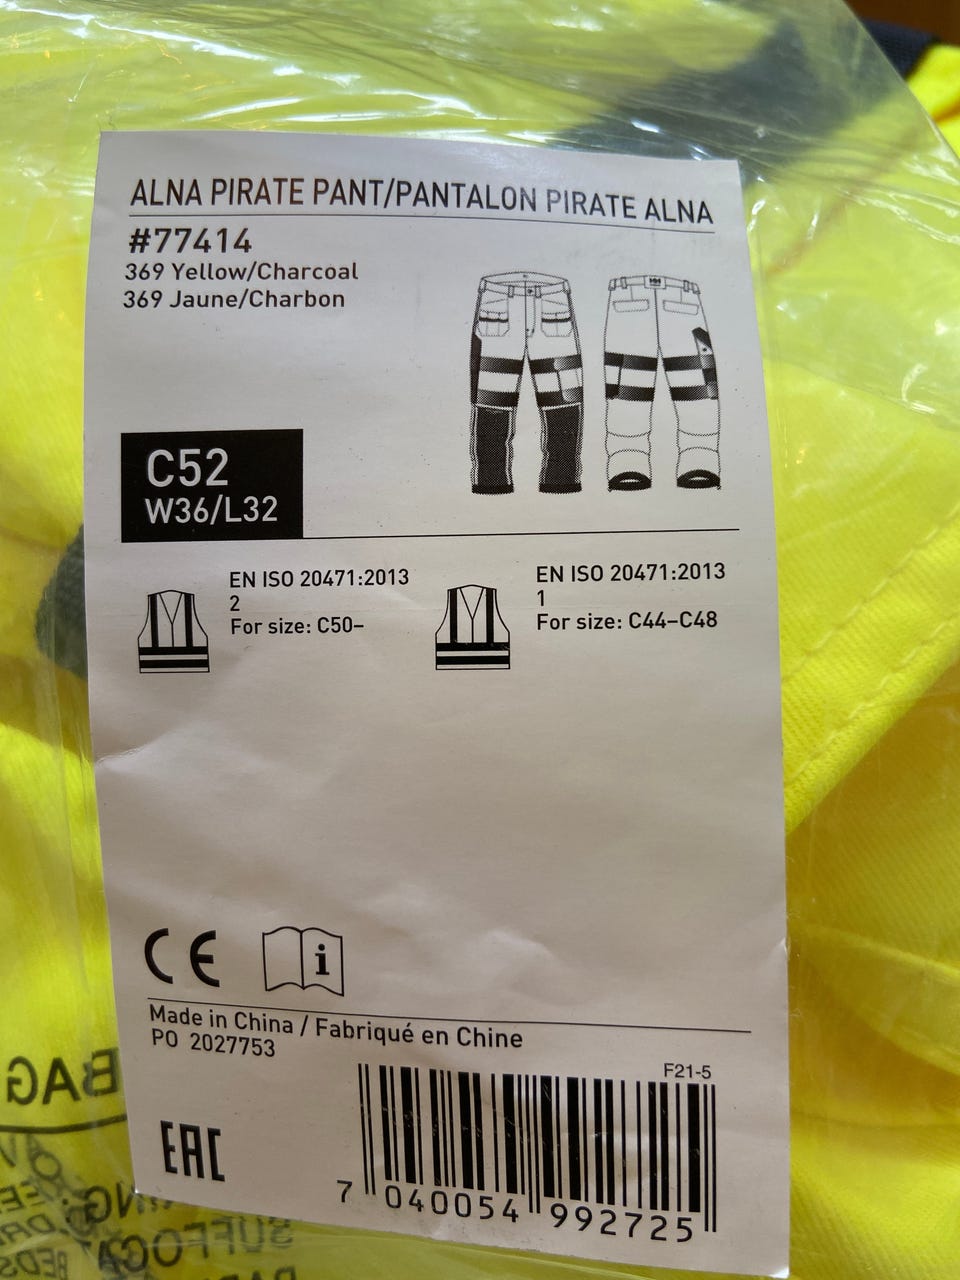 ALNA PIRATE PANT/PANTALON PIRATE ALNA
#77414
369 Yellow/Charcoal
369 Jaune/Charbon
C52
W36/L32
EN ISO 20471:2013
2
For size: C50-
EN ISO 20471:2013
1
For size: C44-C48
CE
i
Made in China / Fabriqué en Chine
PO 2027753
F21-5
EAC
7 040054 992725
BAG